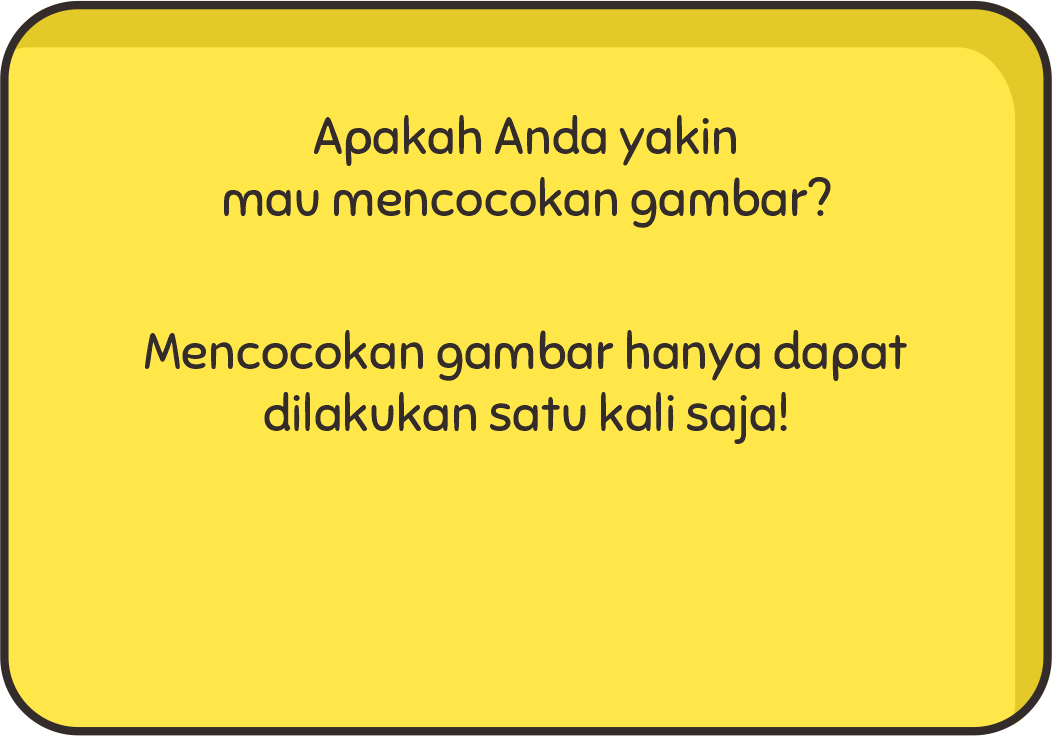 Apakah Anda yakin
mau mencocokan gambar?
Mencocokan gambar hanya dapat
dilakukan satu kali saja!